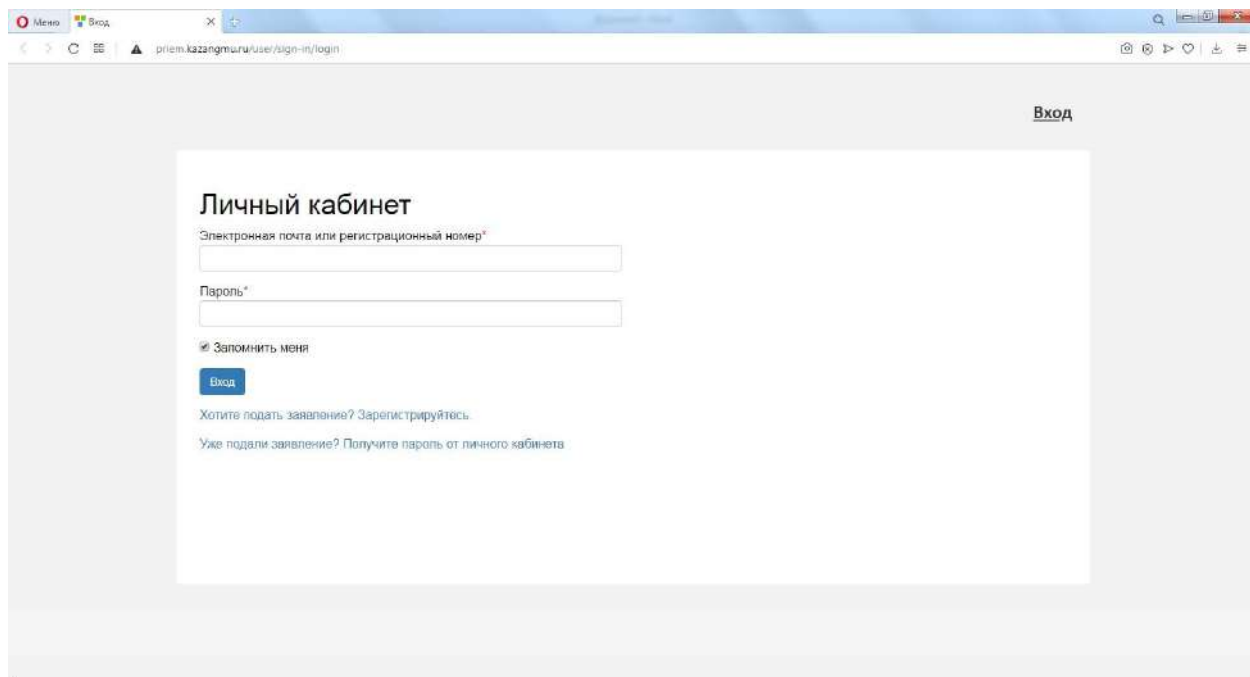 Меню Вход
priem.kazangmu.ru/user/sign-in/login
Вход
Личный кабинет
Электронная почта или регистрационный номер*
Пароль*
Запомнить меня
Вход
Хотите подать заявление? Зарегистрируйтесь
Уже подали заявление? Получите пароль от личного кабинета